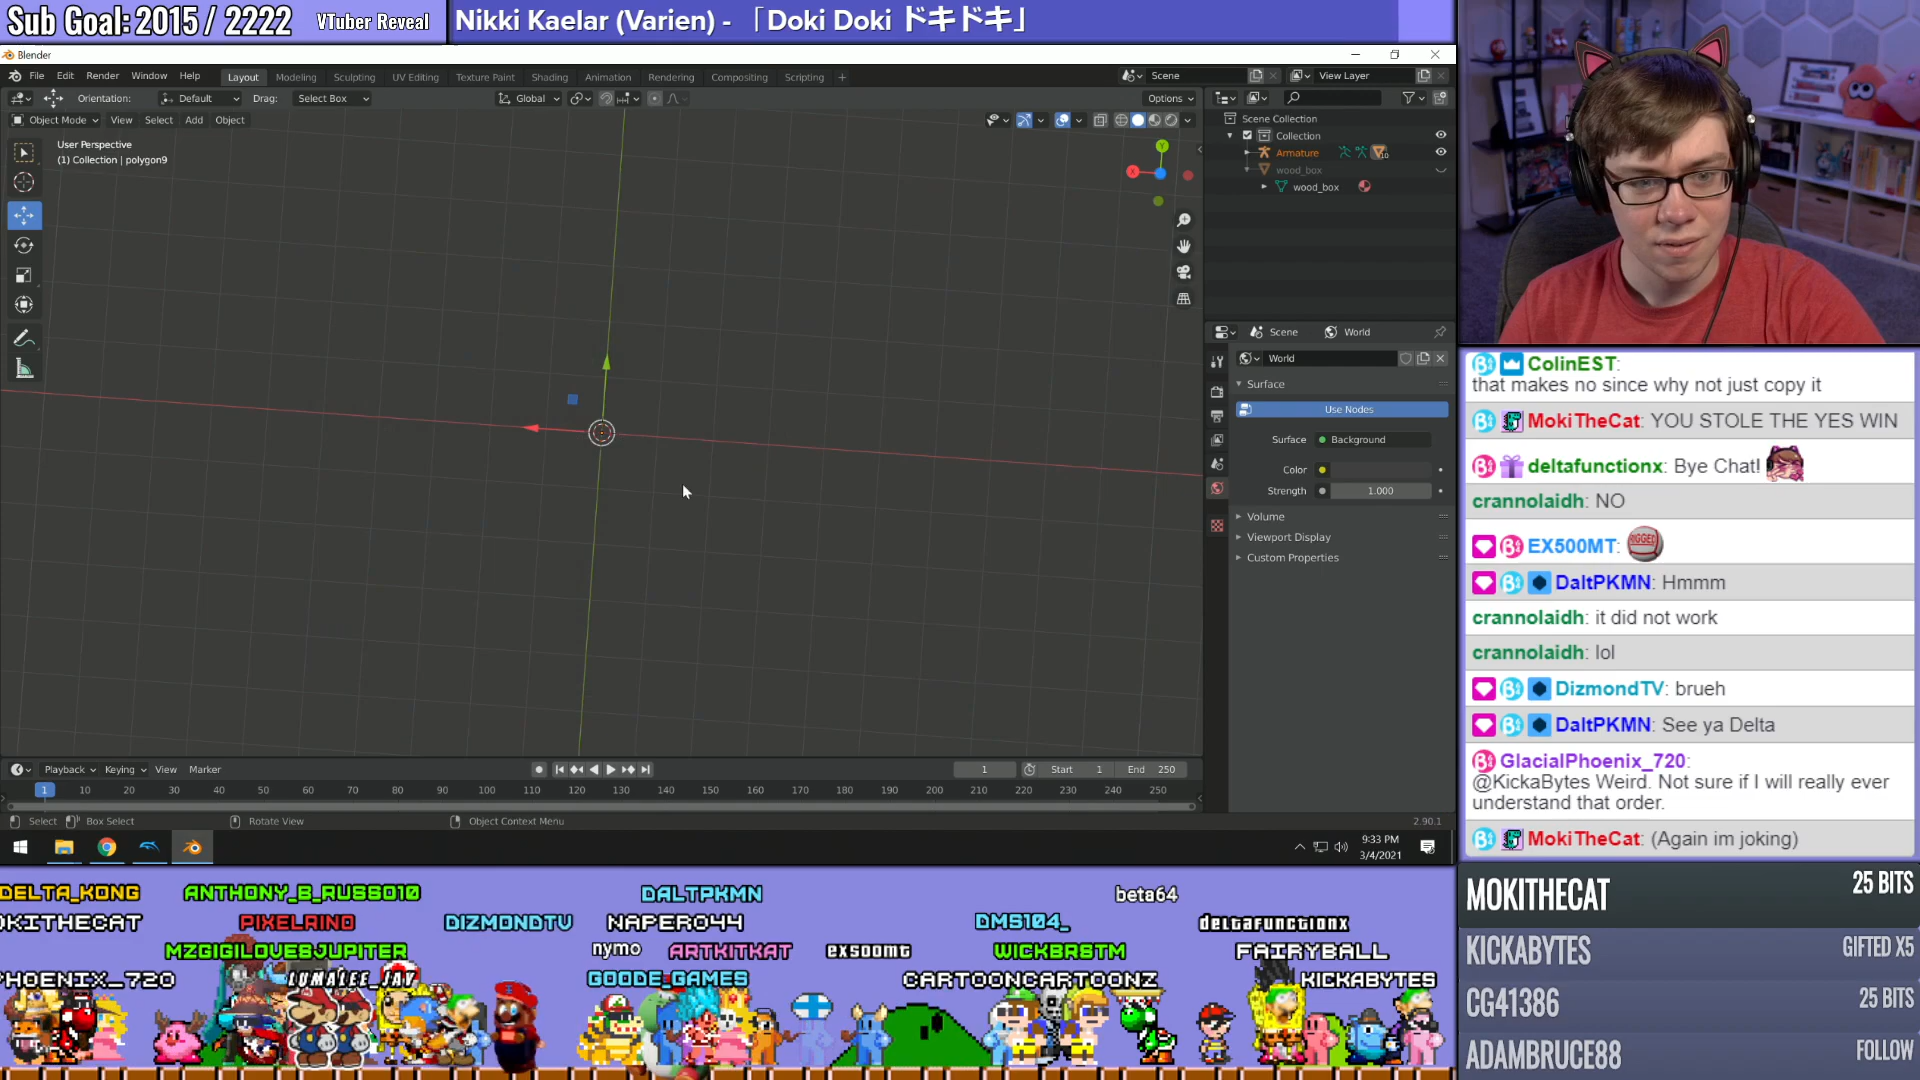 Sub Goal: 2015 / 2222 VTuber Reveal Nikki Kaelar (Varien) - 「Doki Doki ドキドキ」
Blender
File Edit Render Window Help Layout Modeling Sculpting UV Editing Texture Paint Shading Animation Rendering Compositing Scripting + Scene View Layer
Orientation: Default Drag: Select Box Global Options
Object Mode View Select Add Object
User Perspective
(1) Collection | polygon9
Scene Collection
Collection
Armature 10
wood_box
wood_box
Y
X
Scene World
World
Surface
Use Nodes
Surface Background
Color
Strength 1.000
Volume
Viewport Display
Custom Properties
Playback Keying View Marker 1 Start 1 End 250
1 10 20 30 40 50 60 70 80 90 100 110 120 130 140 150 160 170 180 190 200 210 220 230 240 250
Select Box Select Rotate View Object Context Menu 2.90.1
9:33 PM
3/4/2021
ColinEST:
that makes no since why not just copy it
MokiTheCat: YOU STOLE THE YES WIN
deltafunctionx: Bye Chat!
crannolaidh: NO
EX500MT: RIGGED
DaltPKMN: Hmmm
crannolaidh: it did not work
crannolaidh: lol
DizmondTV: brueh
DaltPKMN: See ya Delta
GlacialPhoenix_720:
@KickaBytes Weird. Not sure if I will really ever
understand that order.
MokiTheCat: (Again im joking)
MOKITHECAT 25 BITS
KICKABYTES GIFTED X5
CG41386 25 BITS
ADAMBRUCE88 FOLLOW
DELTA_KONG ANTHONY_B_RUSSO10 DALTPKMN beta64
OKITHECAT PIXELRINO DIZMONDTV NAPERO44 DMS104_ deltafunctionx
MZGIGILOVESJUPITER nymo ARTKITKAT exsoomt WICKBRSTM FAIRYBALL
PHOENIX_720 LUMALEE_JAY GOODE_GAMES CARTOONCARTOONZ KICKABYTES